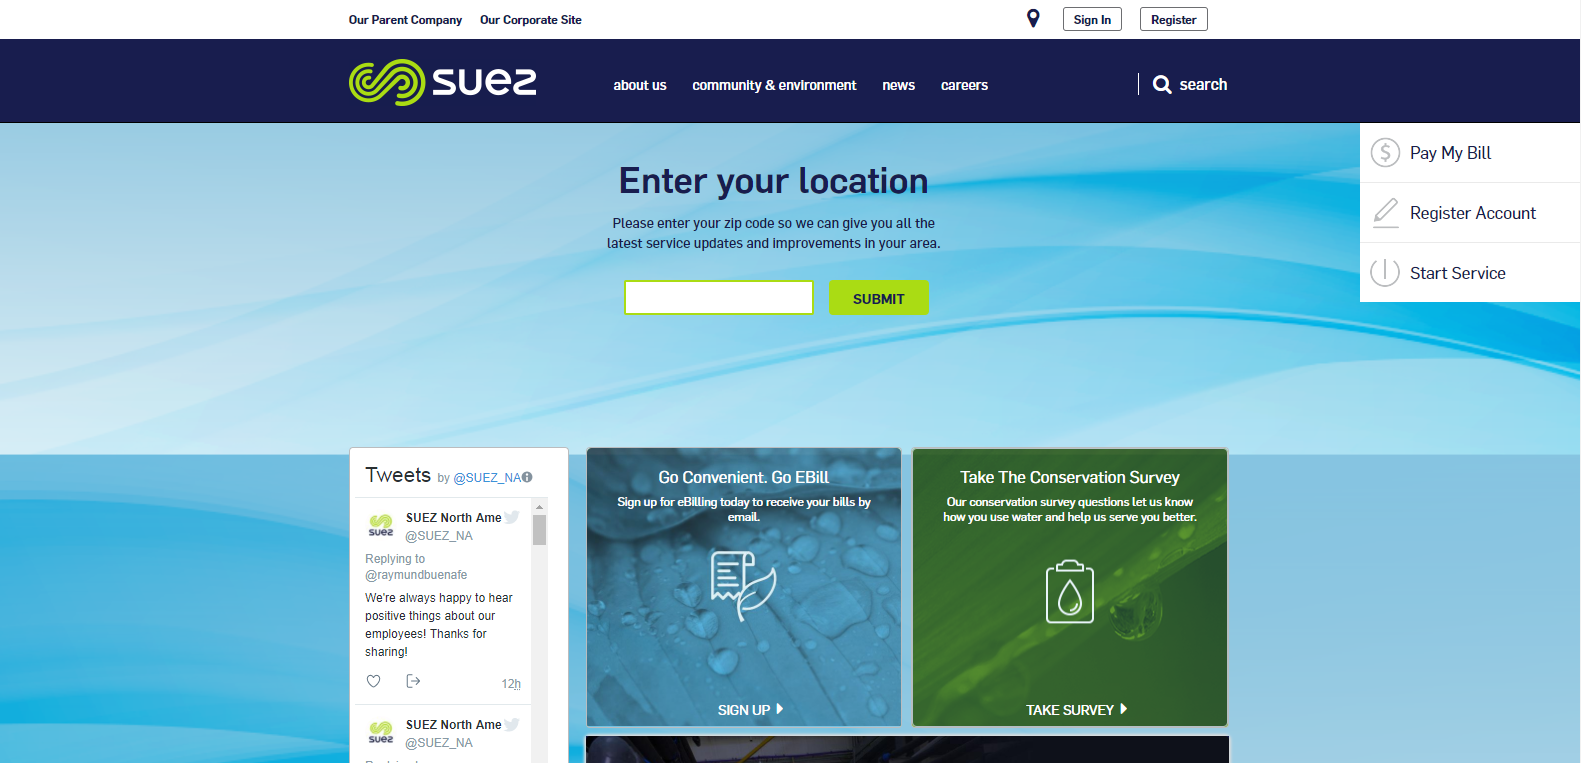 Our Parent Company Our Corporate Site
Sign In Register
suez
about us community & environment news careers
search
Pay My Bill
Register Account
Start Service
Enter your location
Please enter your zip code so we can give you all the
latest service updates and improvements in your area.
SUBMIT
Tweets by @SUEZ_NA
SUEZ North Ame
@SUEZ_NA
Replying to
@raymundbuenafe
We're always happy to hear
positive things about our
employees! Thanks for
sharing!
12h
SUEZ North Ame
@SUEZ_NA
Go Convenient. Go EBill
Sign up for eBilling today to receive your bills by
email.
SIGN UP
Take The Conservation Survey
Our conservation survey questions let us know
how you use water and help us serve you better.
TAKE SURVEY